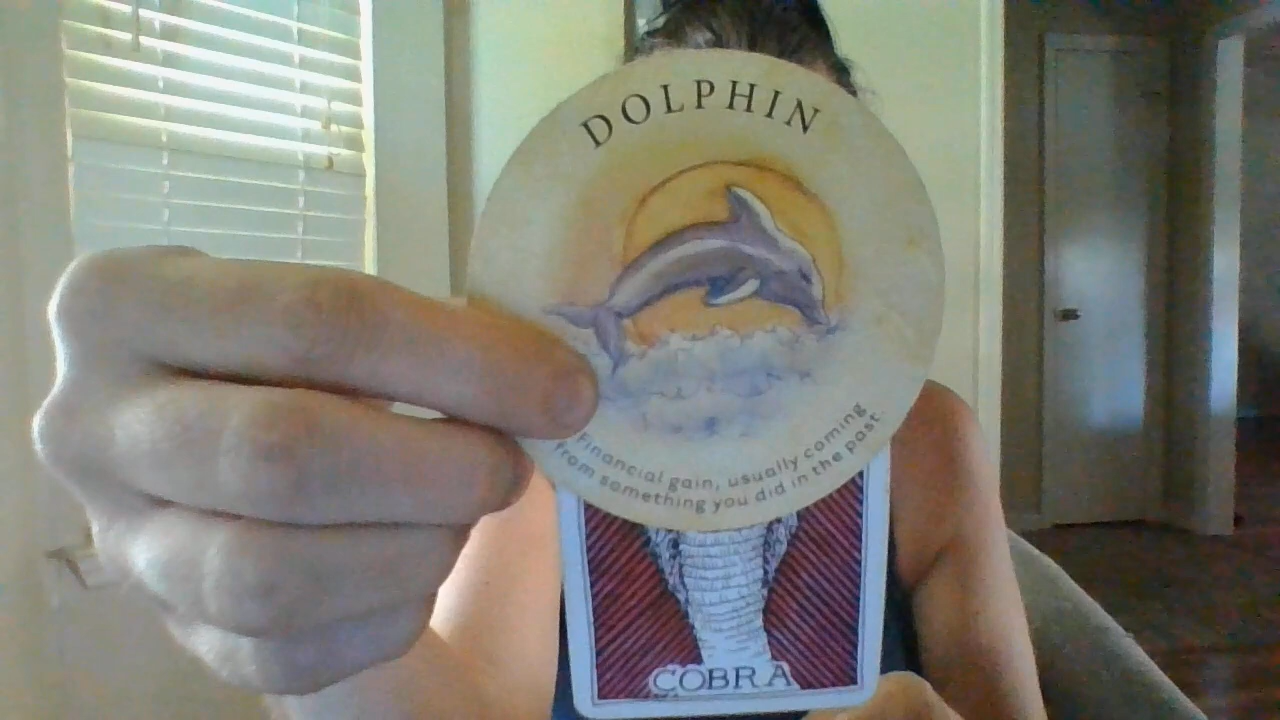 DOLPHIN
Financial gain, usually coming
from something you did in the past.
COBRA